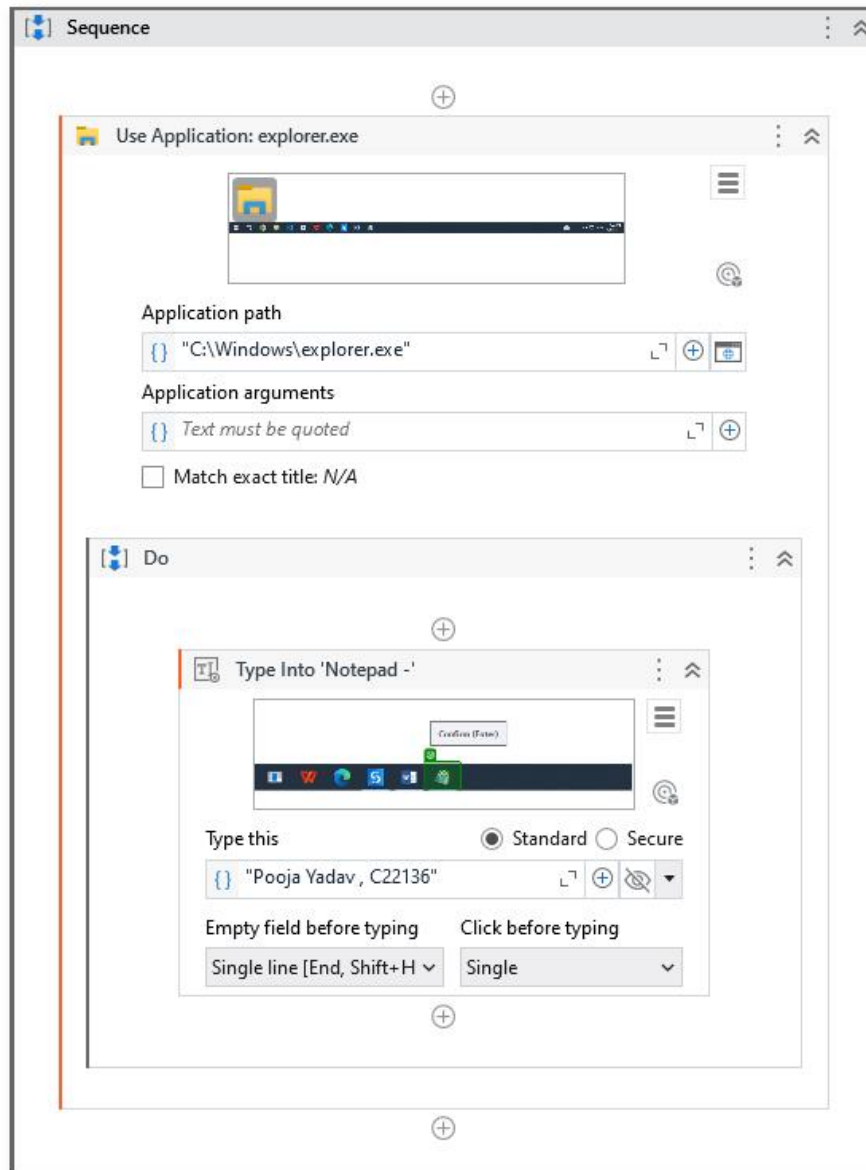 Sequence
Use Application: explorer.exe
Application path
"C:\Windows\explorer.exe"
Application arguments
Text must be quoted
Match exact title: N/A
Do
Type Into 'Notepad -'
Confirm (Enter)
Type this
Standard
Secure
"Pooja Yadav , C22136"
Empty field before typing
Click before typing
Single line [End, Shift+H
Single